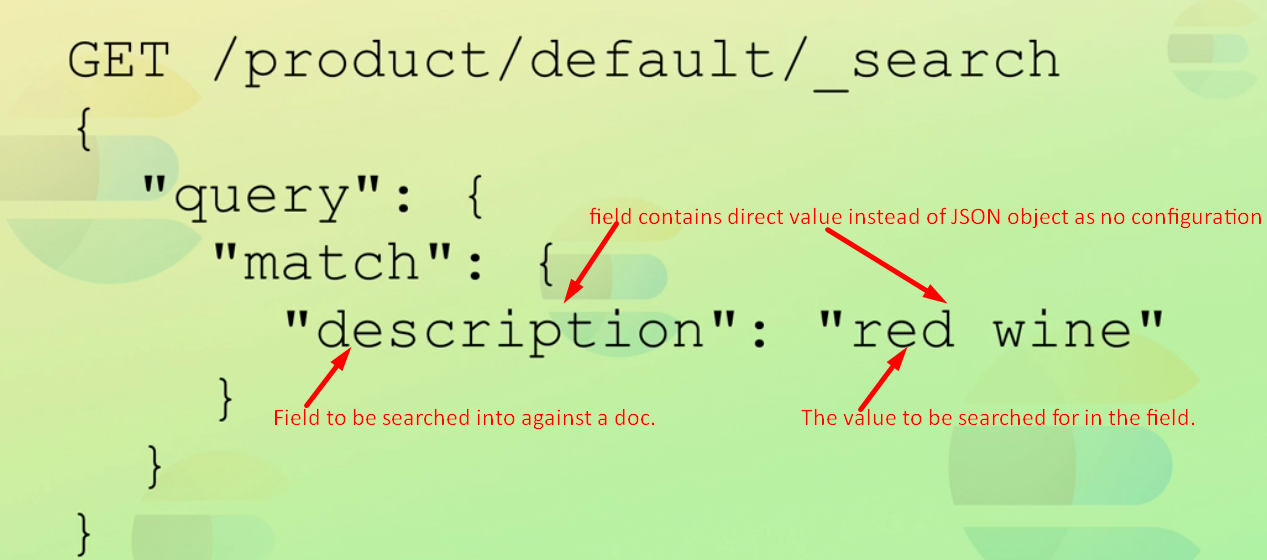 GET /product/default/_search
{
"query": {
field contains direct value instead of JSON object as no configuration
"match": {
"description": "red wine"
}
Field to be searched into against a doc.
The value to be searched for in the field.
}
}